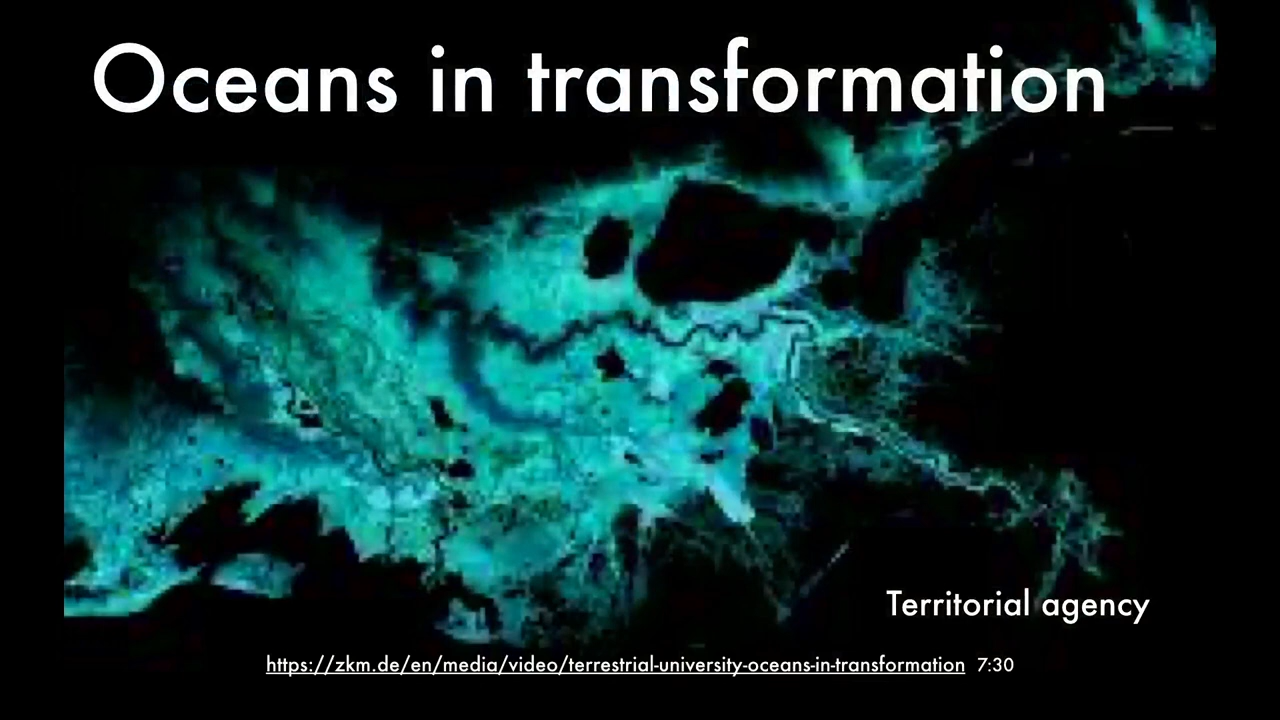 Oceans in transformation
Territorial agency
https://zkm.de/en/media/video/terrestrial-university-oceans-in-transformation 7:30